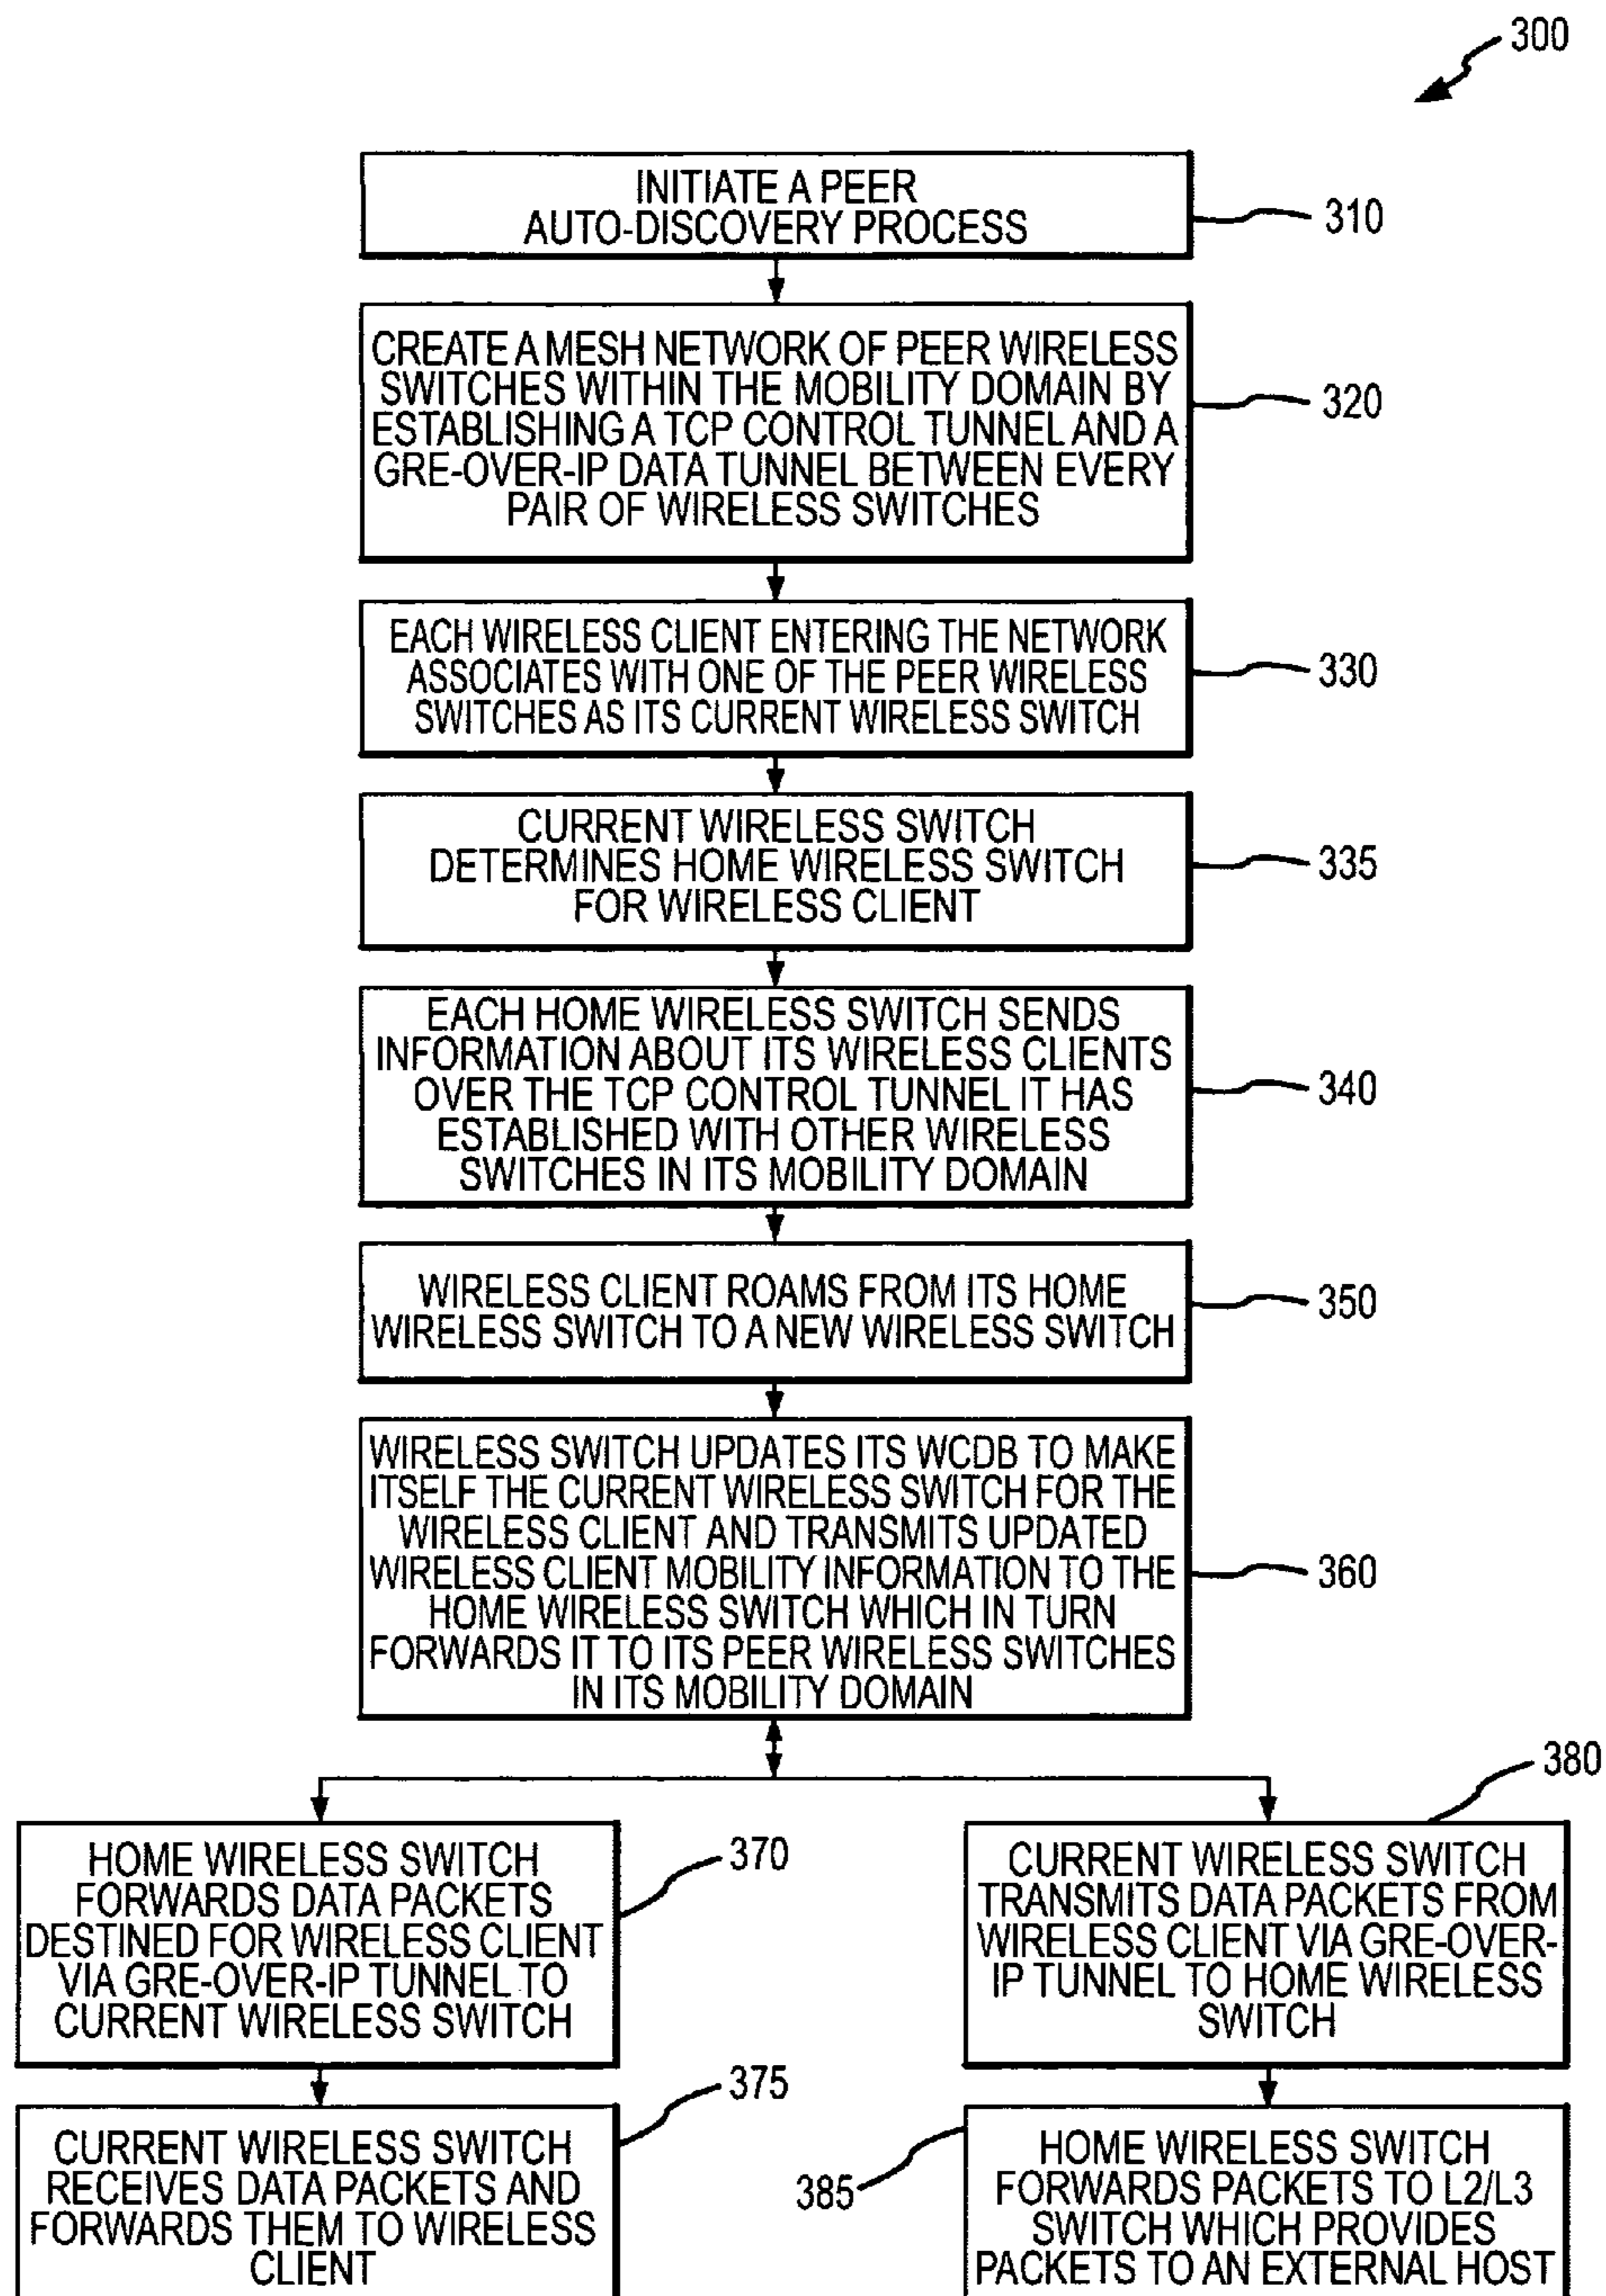 300
INITIATE A PEER
AUTO-DISCOVERY PROCESS
310
CREATE A MESH NETWORK OF PEER WIRELESS
SWITCHES WITHIN THE MOBILITY DOMAIN BY
ESTABLISHING A TCP CONTROL TUNNEL AND A
GRE-OVER-IP DATA TUNNEL BETWEEN EVERY
PAIR OF WIRELESS SWITCHES
320
EACH WIRELESS CLIENT ENTERING THE NETWORK
ASSOCIATES WITH ONE OF THE PEER WIRELESS
SWITCHES AS ITS CURRENT WIRELESS SWITCH
330
CURRENT WIRELESS SWITCH
DETERMINES HOME WIRELESS SWITCH
FOR WIRELESS CLIENT
335
EACH HOME WIRELESS SWITCH SENDS
INFORMATION ABOUT ITS WIRELESS CLIENTS
OVER THE TCP CONTROL TUNNEL IT HAS
ESTABLISHED WITH OTHER WIRELESS
SWITCHES IN ITS MOBILITY DOMAIN
340
WIRELESS CLIENT ROAMS FROM ITS HOME
WIRELESS SWITCH TO A NEW WIRELESS SWITCH
350
WIRELESS SWITCH UPDATES ITS WCDB TO MAKE
ITSELF THE CURRENT WIRELESS SWITCH FOR THE
WIRELESS CLIENT AND TRANSMITS UPDATED
WIRELESS CLIENT MOBILITY INFORMATION TO THE
HOME WIRELESS SWITCH WHICH IN TURN
FORWARDS IT TO ITS PEER WIRELESS SWITCHES
IN ITS MOBILITY DOMAIN
360
HOME WIRELESS SWITCH
FORWARDS DATA PACKETS
DESTINED FOR WIRELESS CLIENT
VIA GRE-OVER-IP TUNNEL TO
CURRENT WIRELESS SWITCH
370
CURRENT WIRELESS SWITCH
RECEIVES DATA PACKETS AND
FORWARDS THEM TO WIRELESS
CLIENT
375
CURRENT WIRELESS SWITCH
TRANSMITS DATA PACKETS FROM
WIRELESS CLIENT VIA GRE-OVER-
IP TUNNEL TO HOME WIRELESS
SWITCH
380
HOME WIRELESS SWITCH
FORWARDS PACKETS TO L2/L3
SWITCH WHICH PROVIDES
PACKETS TO AN EXTERNAL HOST
385